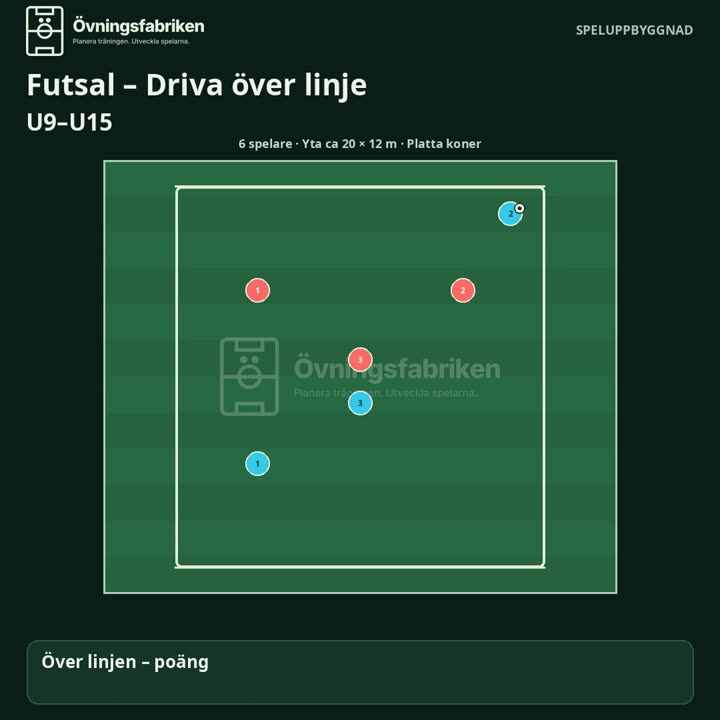 Övningsfabriken
Planera träningen. Utveckla spelarna.
SPELUPPBYGGNAD
Futsal – Driva över linje
U9–U15
6 spelare · Yta ca 20 × 12 m · Platta koner
2
1
2
3
Övningsfabriken
Planera träningen. Utveckla spelarna.
3
1
Över linjen – poäng